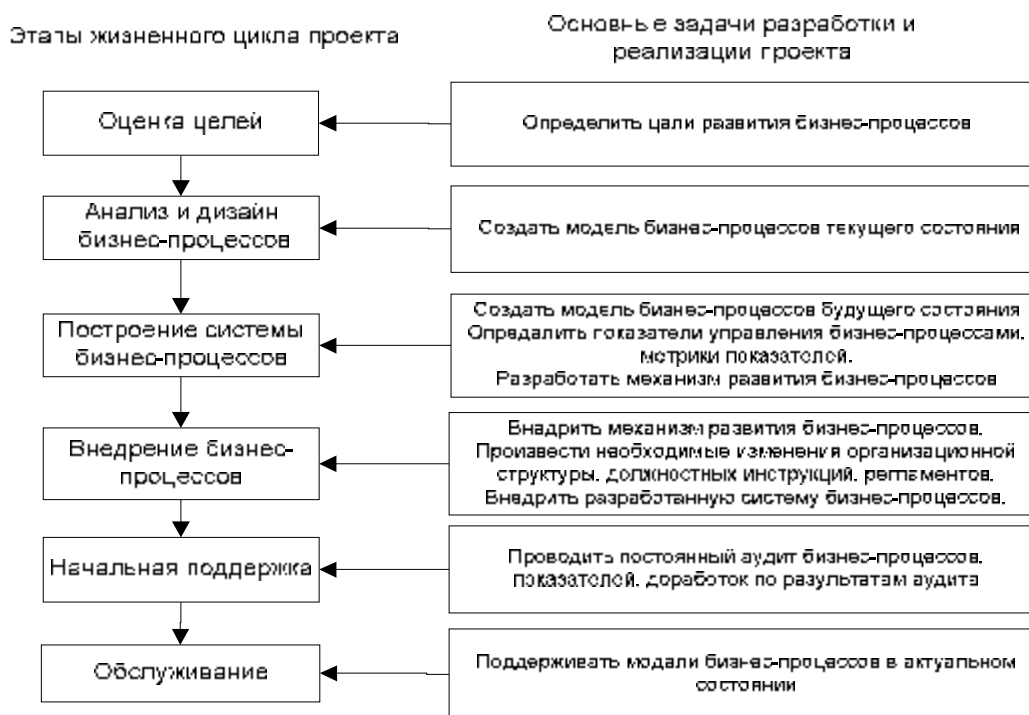 Этапы жизненного цикла проекта
Основные задачи разработки и
реализации проекта
Оценка целей
Определить цели развития бизнес-процессов
Анализ и дизайн
бизнес-процессов
Создать модель бизнес-процессов текущего состояния
Построение системы
бизнес-процессов
Создать модель бизнес-процессов будущего состояния
Определить показатели управления бизнес-процессами,
метрики показателей.
Разработать механизм развития бизнес-процессов
Внедрение бизнес-
процессов
Внедрить механизм развития бизнес-процессов.
Произвести необходимые изменения организационной
структуры, должностных инструкций, регламентов.
Внедрить разработанную систему бизнес-процессов.
Начальная поддержка
Проводить постоянный аудит бизнес-процессов,
показателей, доработок по результатам аудита
Обслуживание
Поддерживать модели бизнес-процессов в актуальном
состоянии